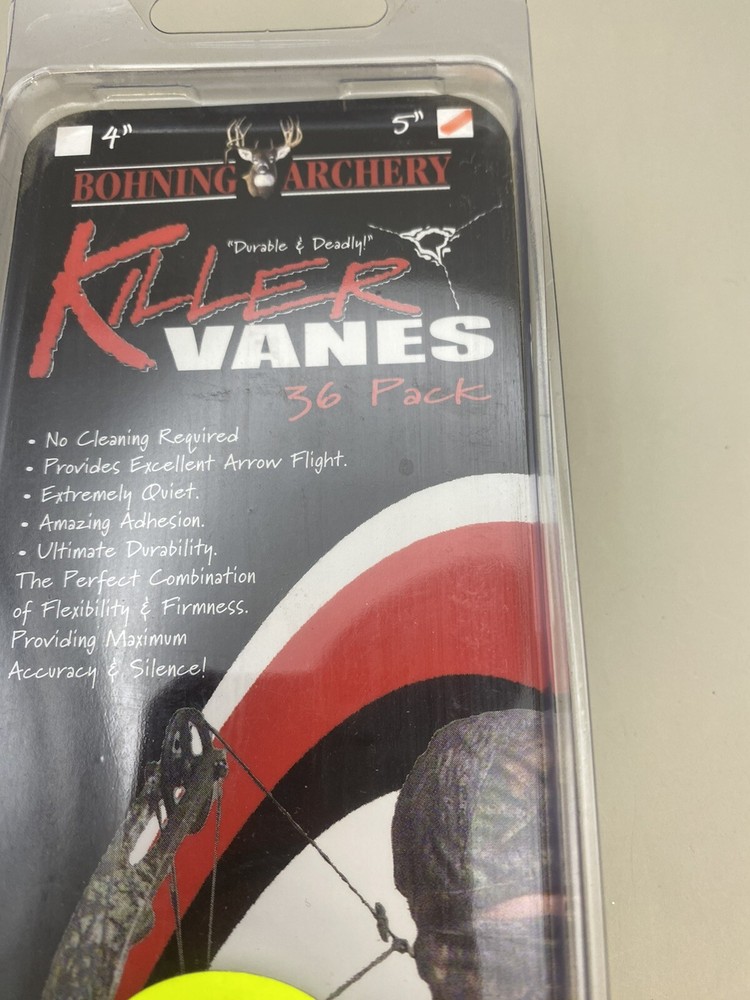 4" 5"
BOHNING ARCHERY
"Durable & Deadly!"
KILLER
VANES
36 Pack
• No Cleaning Required
• Provides Excellent Arrow Flight.
• Extremely Quiet.
• Amazing Adhesion.
• Ultimate Durability.
The Perfect Combination
of Flexibility & Firmness.
Providing Maximum
Accuracy & Silence!